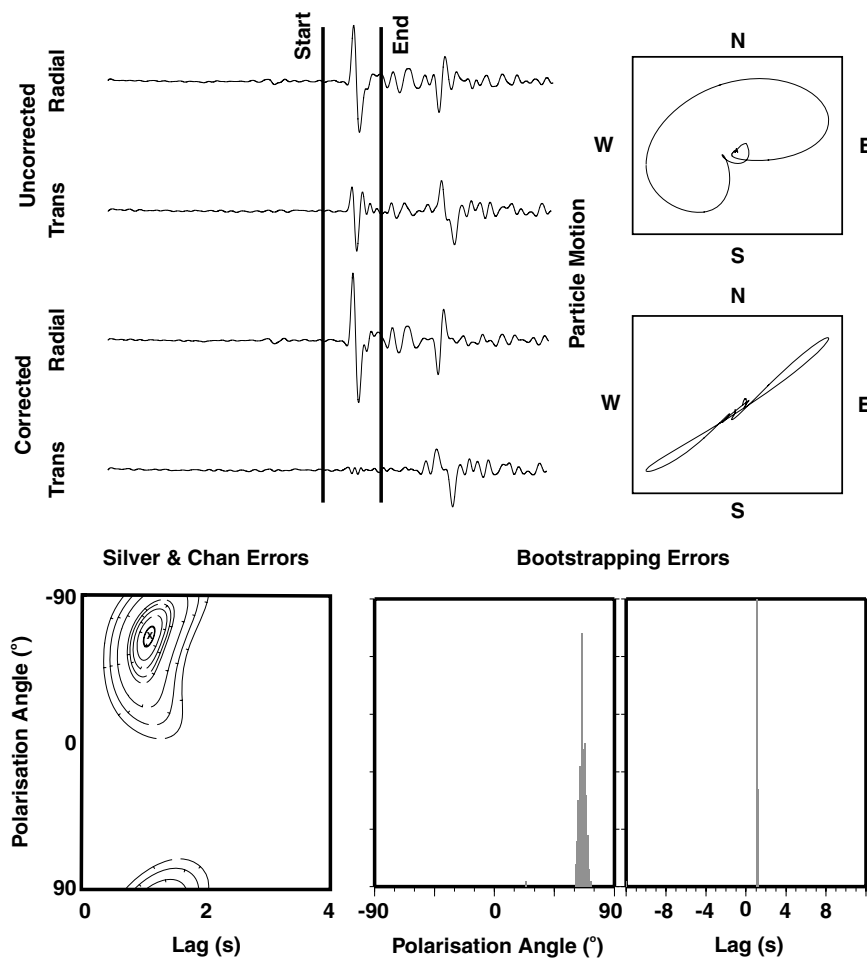 Start
End
Uncorrected
Radial
Trans
Corrected
Radial
Trans
Particle Motion
N
W
E
S
N
W
E
S
Silver & Chan Errors
Polarisation Angle (°)
-90
0
90
0 2 4
Lag (s)
Bootstrapping Errors
-90 0 90
Polarisation Angle (°)
-8 -4 0 4 8
Lag (s)